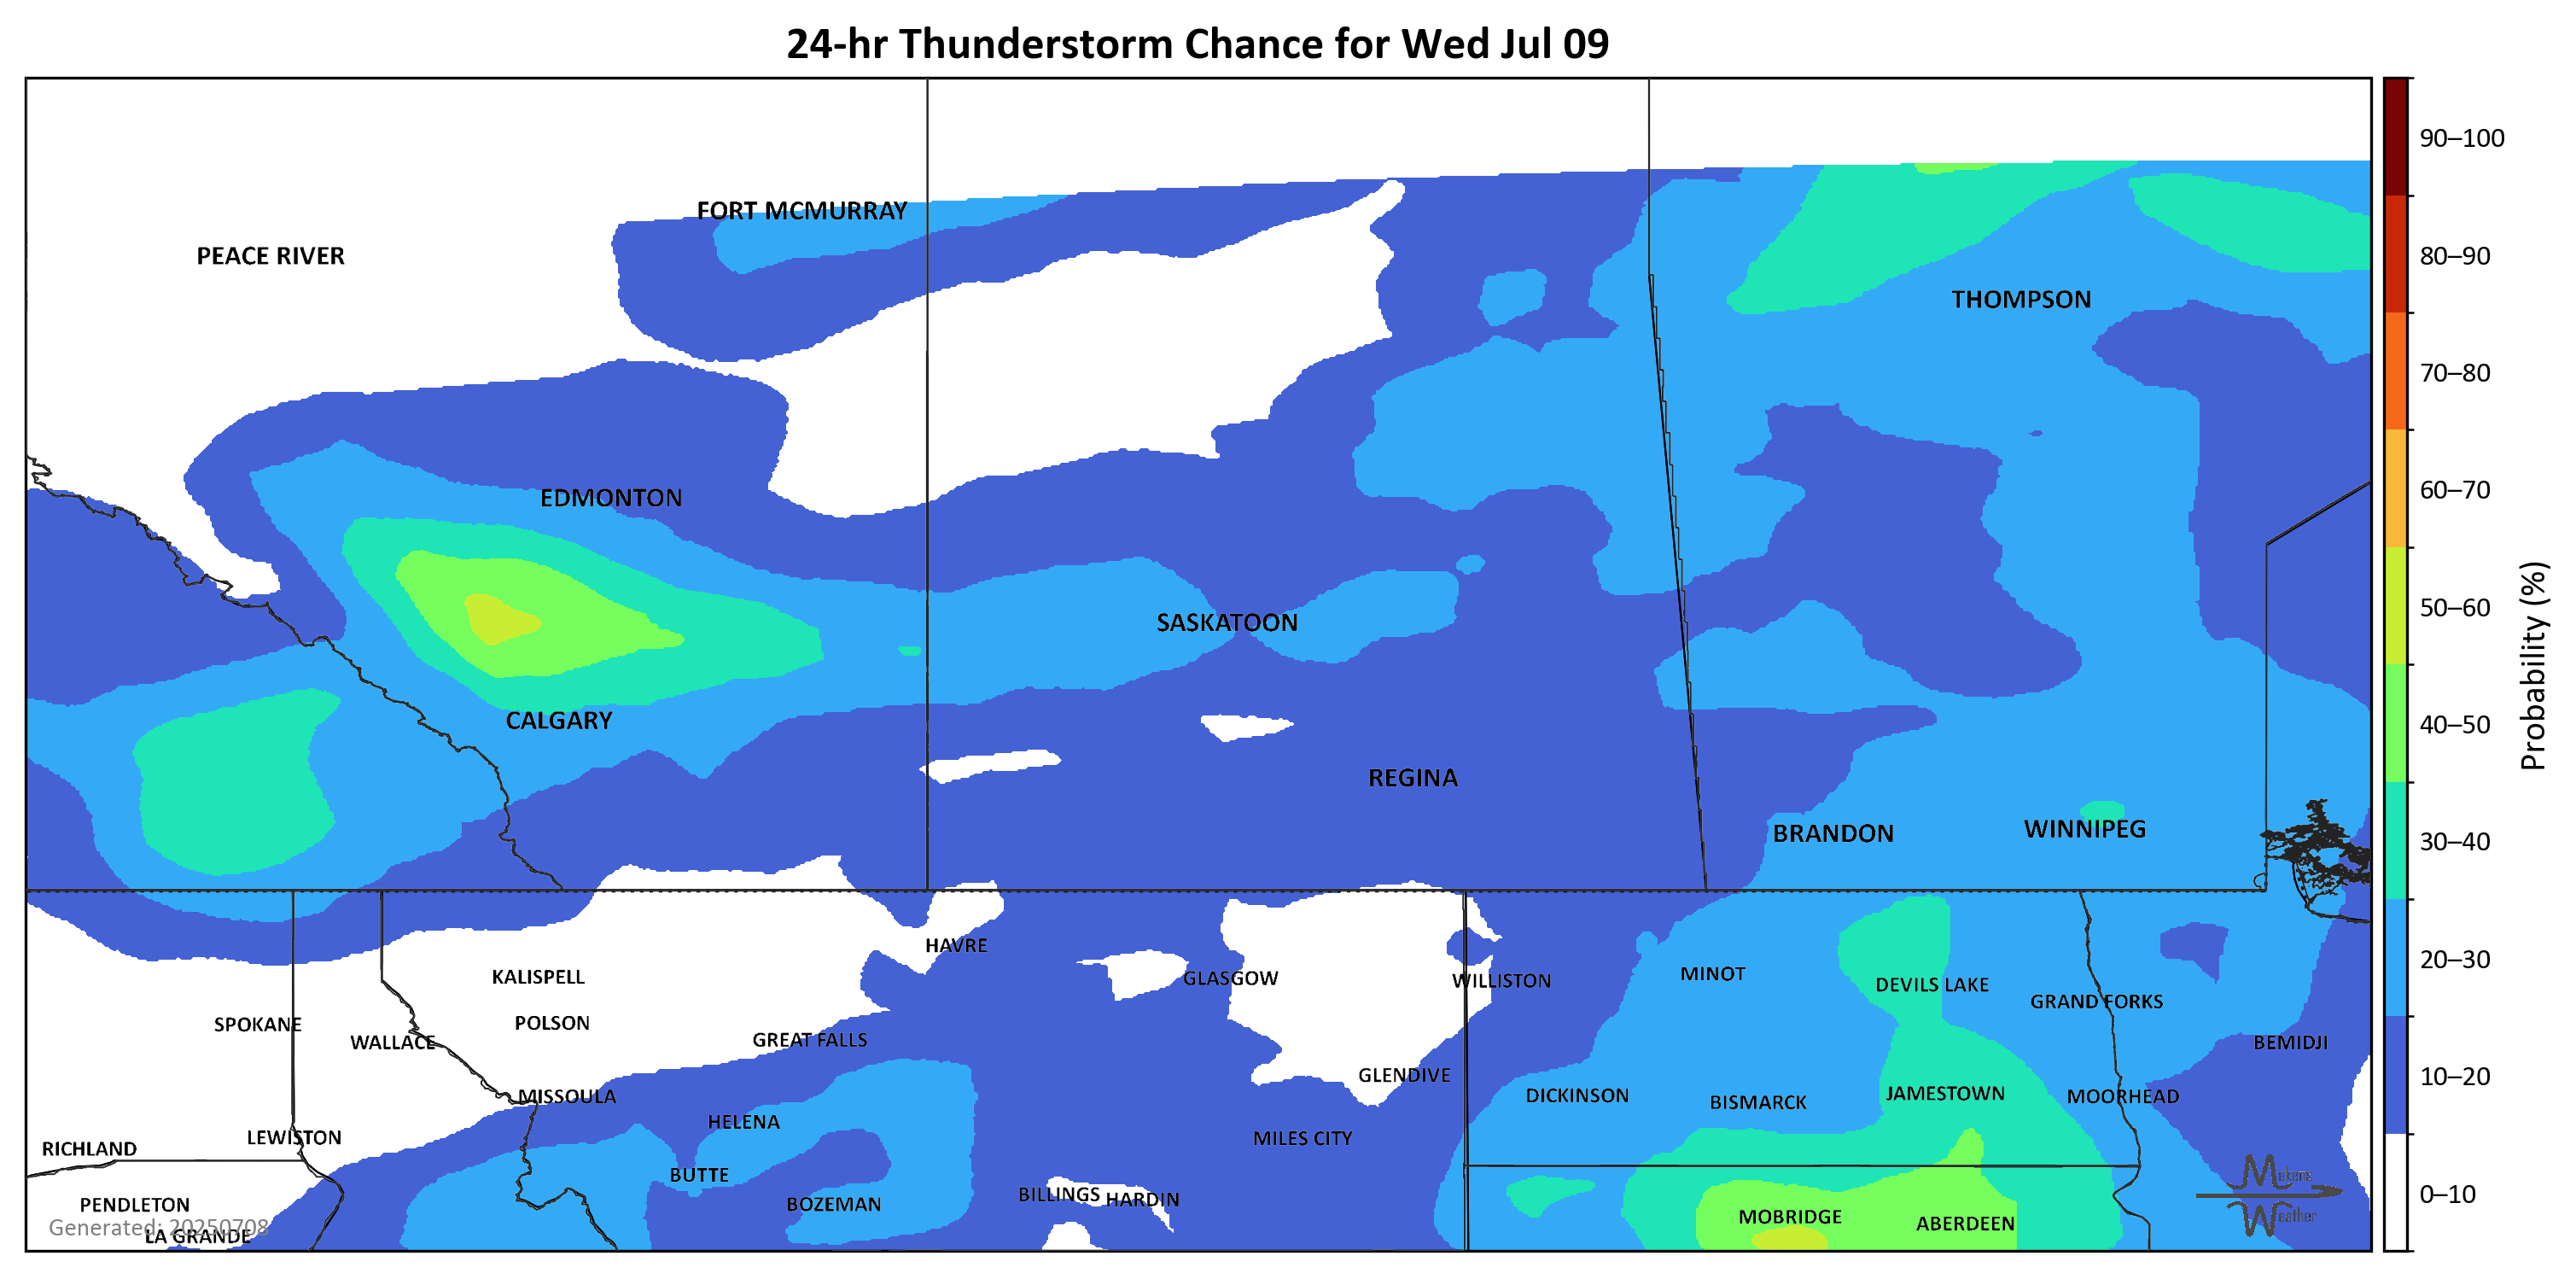 24-hr Thunderstorm Chance for Wed Jul 09
90–100
FORT MCMURRAY
PEACE RIVER
80–90
THOMPSON
70–80
EDMONTON
60–70
SASKATOON
50–60
CALGARY
40–50
Probability (%)
REGINA
BRANDON
WINNIPEG
30–40
HAVRE
20–30
KALISPELL
GLASGOW
WILLISTON
MINOT
DEVILS LAKE
GRAND FORKS
SPOKANE
POLSON
WALLACE
GREAT FALLS
BEMIDJI
GLENDIVE
10–20
MISSOULA
DICKINSON
BISMARCK
JAMESTOWN
MOORHEAD
HELENA
LEWISTON
MILES CITY
RICHLAND
BUTTE
Mekens
Weather
PENDLETON
BOZEMAN
BILLINGS
HARDIN
0–10
MOBRIDGE
ABERDEEN
Generated: 20250708
LA GRANDE